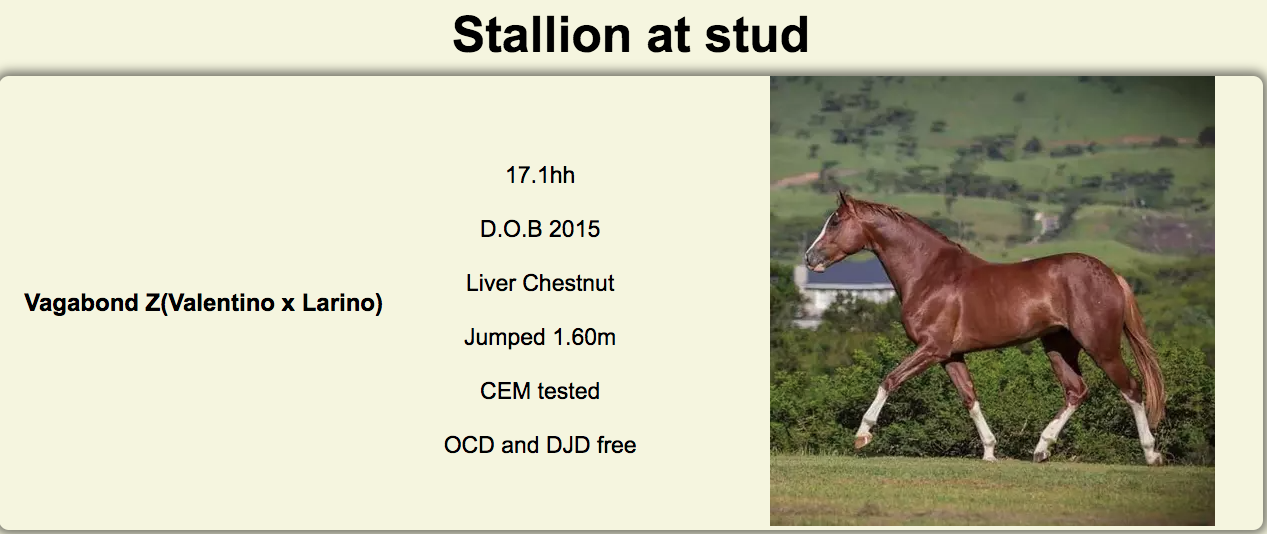 Stallion at stud
17.1hh
D.O.B 2015
Liver Chestnut
Vagabond Z(Valentino x Larino)
Jumped 1.60m
CEM tested
OCD and DJD free